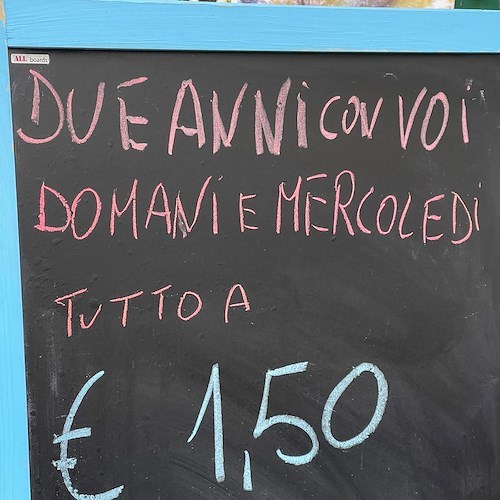 ALL boards
DUE ANNi CON VOi
DOMANi E MERCOLEDi
TUTTO A
€ 1,50